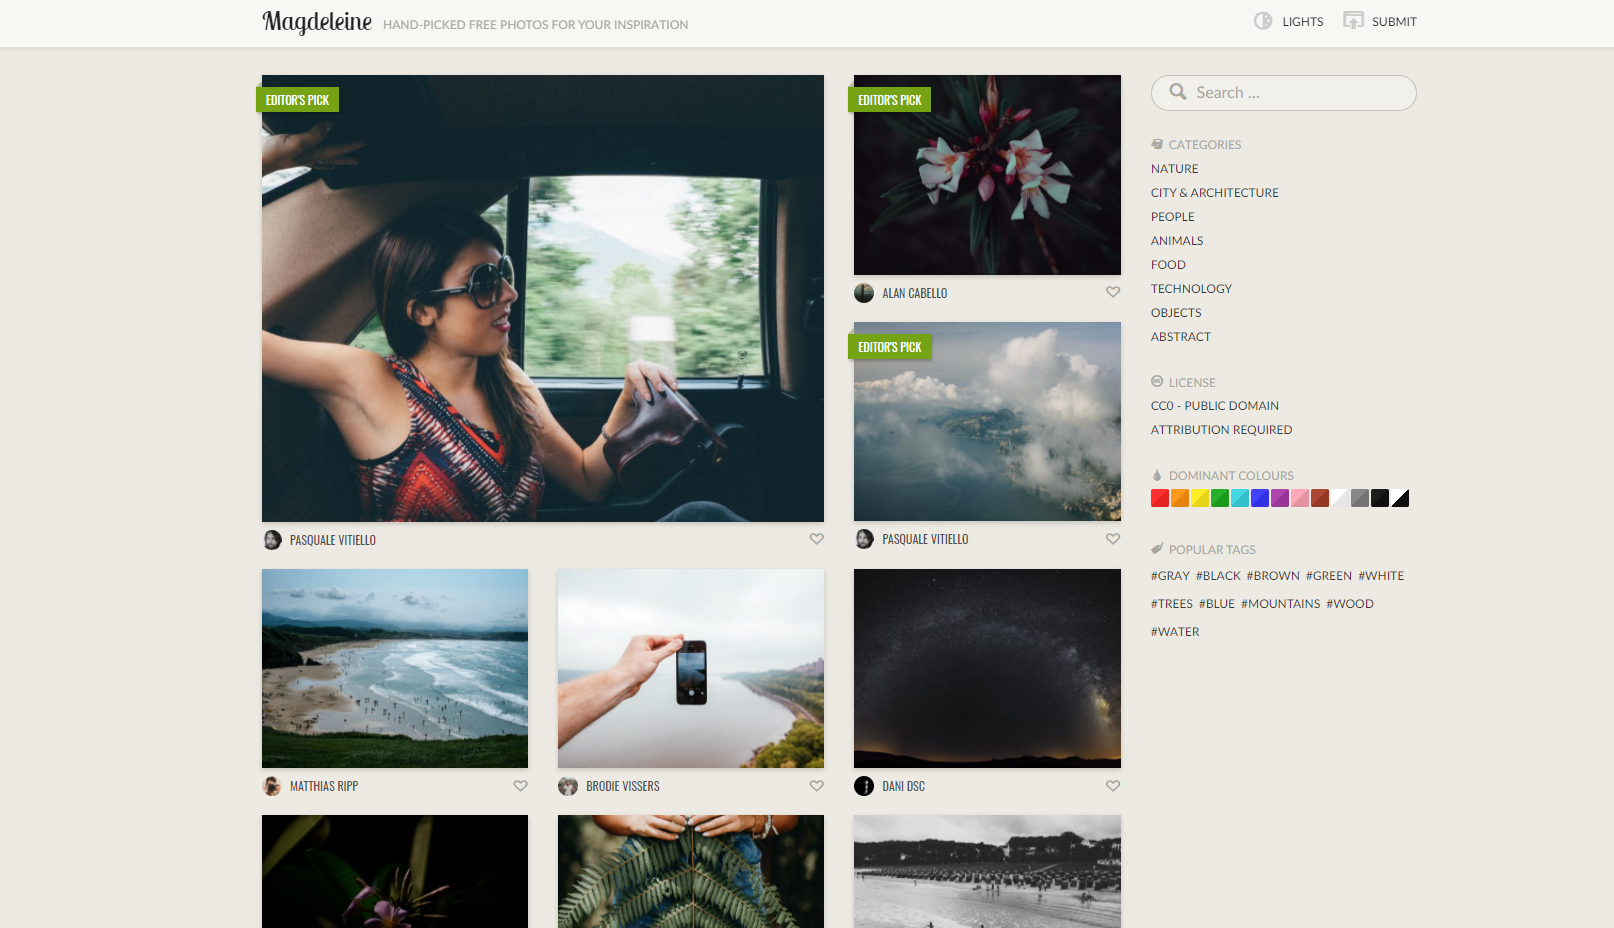 Magdeleine HAND-PICKED FREE PHOTOS FOR YOUR INSPIRATION
LIGHTS
SUBMIT
EDITOR'S PICK
PASQUALE VITIELLO
EDITOR'S PICK
ALAN CABELLO
EDITOR'S PICK
PASQUALE VITIELLO
MATTHIAS RIPP
BRODIE VISSERS
DANI DSC
Search ...
CATEGORIES
NATURE
CITY & ARCHITECTURE
PEOPLE
ANIMALS
FOOD
TECHNOLOGY
OBJECTS
ABSTRACT
LICENSE
CC0 - PUBLIC DOMAIN
ATTRIBUTION REQUIRED
DOMINANT COLOURS
POPULAR TAGS
#GRAY #BLACK #BROWN #GREEN #WHITE
#TREES #BLUE #MOUNTAINS #WOOD
#WATER